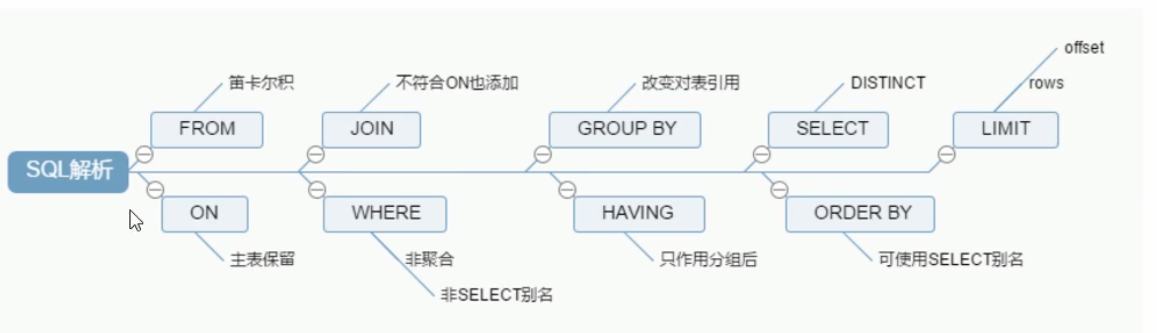 offset
笛卡尔积
不符合ON也添加
改变对表引用
DISTINCT
rows
FROM
JOIN
GROUP BY
SELECT
LIMIT
SQL解析
ON
WHERE
HAVING
ORDER BY
主表保留
非聚合
只作用分组后
可使用SELECT别名
非SELECT别名